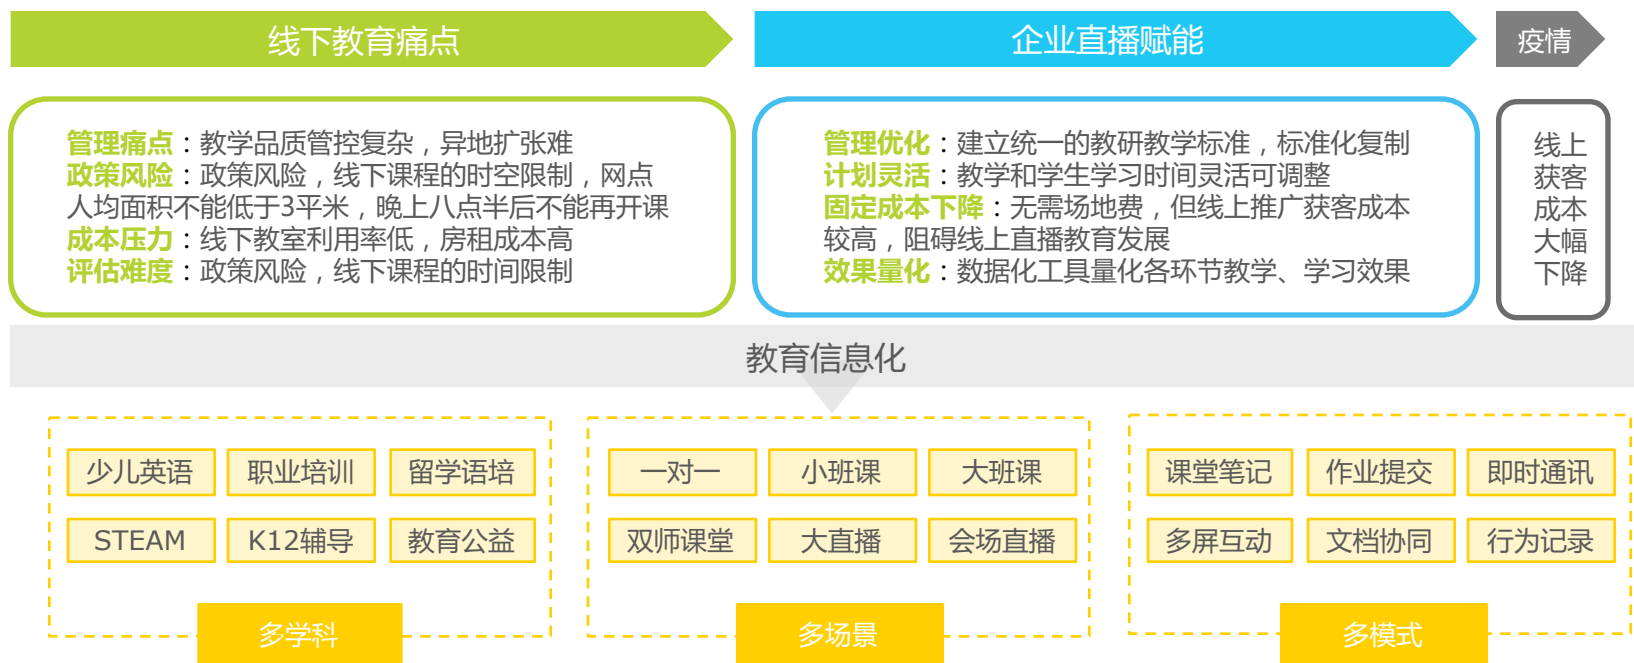 线下教育痛点
企业直播赋能
疫情
管理痛点：教学品质管控复杂，异地扩张难
政策风险：政策风险，线下课程的时空限制，网点
人均面积不能低于3平米，晚上八点半后不能再开课
成本压力：线下教室利用率低，房租成本高
评估难度：政策风险，线下课程的时间限制
管理优化：建立统一的教研教学标准，标准化复制
计划灵活：教学和学生学习时间灵活可调整
固定成本下降：无需场地费，但线上推广获客成本
较高，阻碍线上直播教育发展
效果量化：数据化工具量化各环节教学、学习效果
线上
获客
成本
大幅
下降
教育信息化
少儿英语
职业培训
留学语培
STEAM
K12辅导
教育公益
多学科
一对一
小班课
大班课
双师课堂
大直播
会场直播
多场景
课堂笔记
作业提交
即时通讯
多屏互动
文档协同
行为记录
多模式